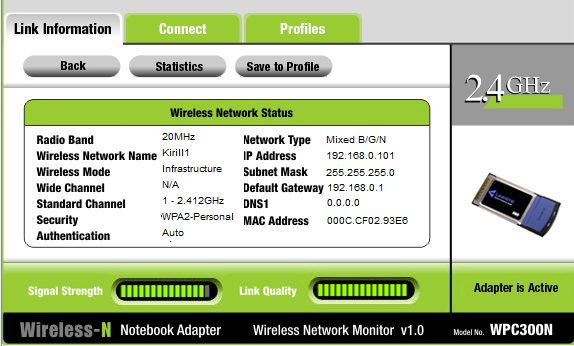 Link Information
Connect
Profiles
Back
Statistics
Save to Profile
2.4GHz
Wireless Network Status
Radio Band 20MHz Network Type Mixed B/G/N
Wireless Network Name Kirill1 IP Address 192.168.0.101
Wireless Mode Infrastructure Subnet Mask 255.255.255.0
Wide Channel N/A Default Gateway 192.168.0.1
Standard Channel 1 - 2.412GHz DNS1 0.0.0.0
Security WPA2-Personal MAC Address 000C.CF02.93E6
Authentication Auto
Signal Strength
Link Quality
Adapter is Active
Wireless-N Notebook Adapter Wireless Network Monitor v1.0 Model No. WPC300N